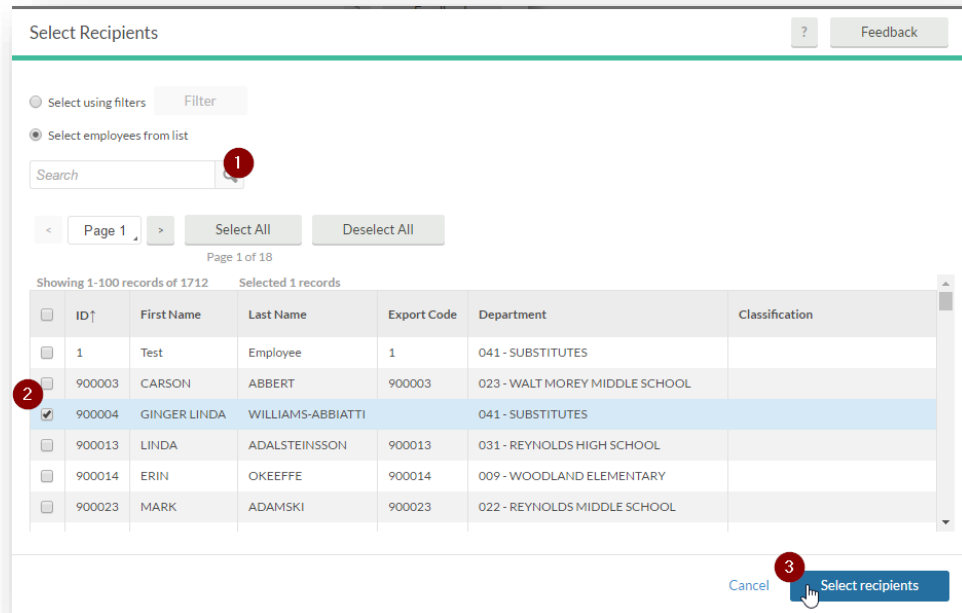 Select Recipients ? Feedback
Select using filters Filter
Select employees from list
1
Search
< Page 1 > Select All Deselect All
Page 1 of 18
Showing 1-100 records of 1712 Selected 1 records
ID↑ First Name Last Name Export Code Department Classification
1 Test Employee 1 041 - SUBSTITUTES
900003 CARSON ABBERT 900003 023 - WALT MOREY MIDDLE SCHOOL
2
900004 GINGER LINDA WILLIAMS-ABBIATTI 041 - SUBSTITUTES
900013 LINDA ADALSTEINSSON 900013 031 - REYNOLDS HIGH SCHOOL
900014 ERIN OKEEFFE 900014 009 - WOODLAND ELEMENTARY
900023 MARK ADAMSKI 900023 022 - REYNOLDS MIDDLE SCHOOL
3
Cancel Select recipients